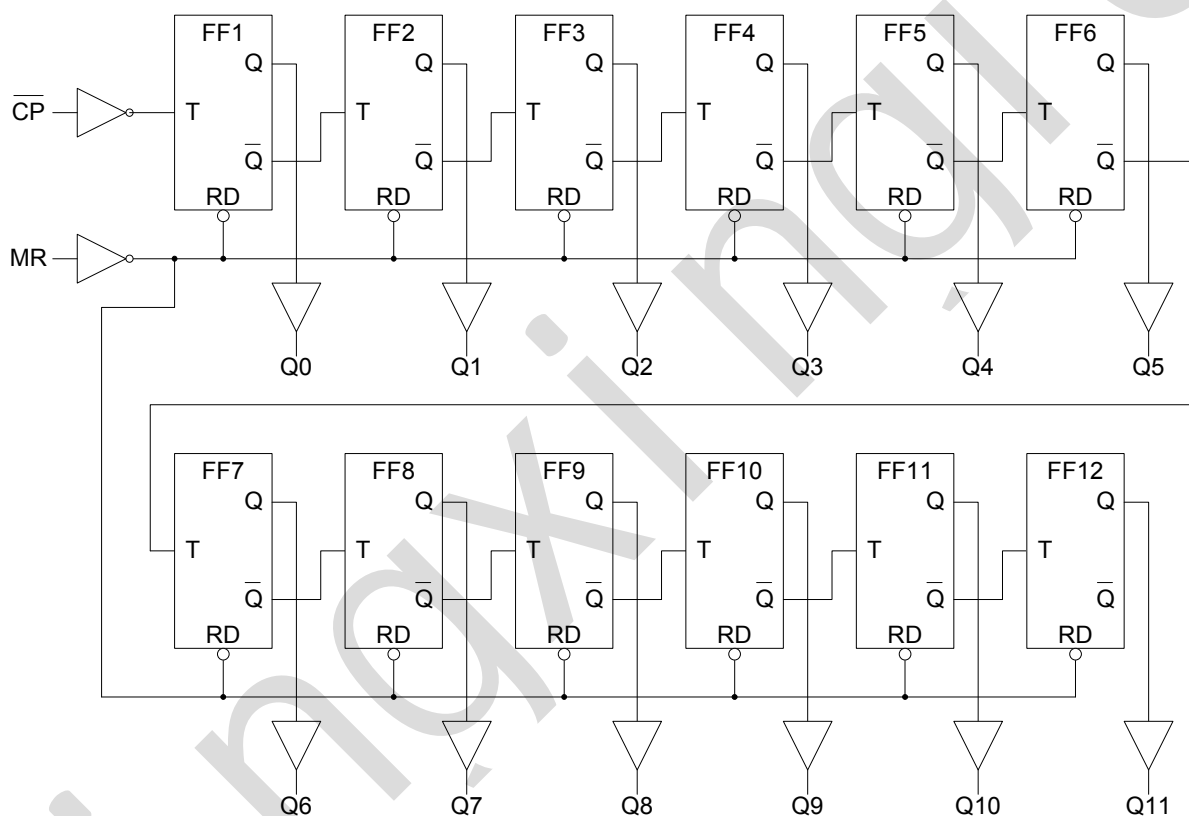 FF1 FF2 FF3 FF4 FF5 FF6
Q Q Q Q Q Q
C̅P̅ T T T T T T
Q̅ Q̅ Q̅ Q̅ Q̅ Q̅
RD RD RD RD RD RD
MR
Q0 Q1 Q2 Q3 Q4 Q5
FF7 FF8 FF9 FF10 FF11 FF12
Q Q Q Q Q Q
T T T T T T
Q̅ Q̅ Q̅ Q̅ Q̅ Q̅
RD RD RD RD RD RD
Q6 Q7 Q8 Q9 Q10 Q11